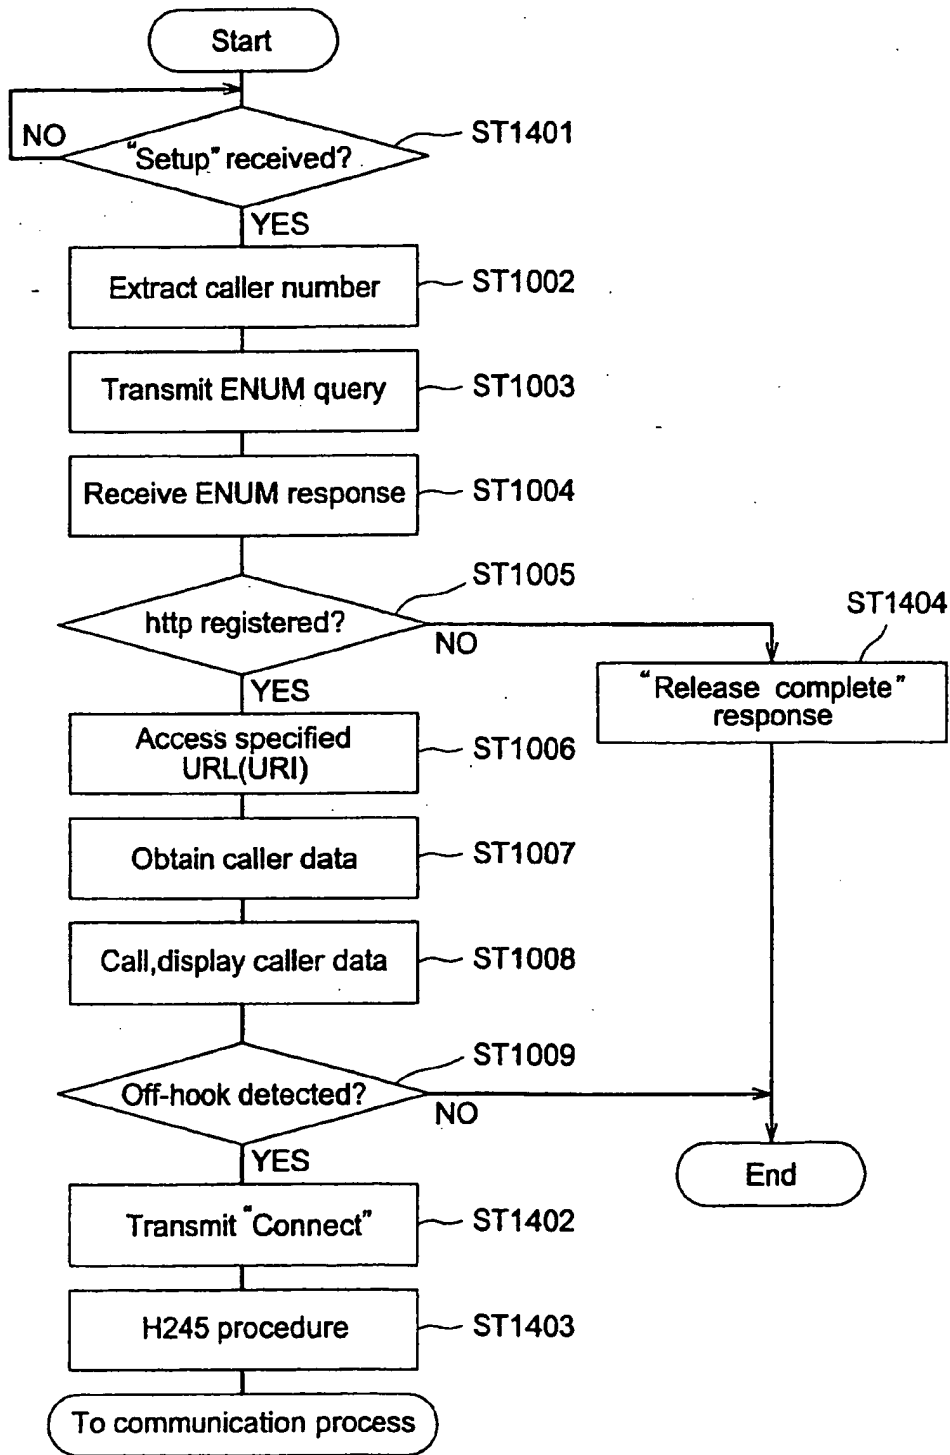 Start
NO
"Setup" received?
ST1401
YES
Extract caller number
ST1002
Transmit ENUM query
ST1003
Receive ENUM response
ST1004
http registered?
ST1005
NO
YES
ST1404
"Release complete"
response
Access specified
URL(URI)
ST1006
Obtain caller data
ST1007
Call,display caller data
ST1008
Off-hook detected?
ST1009
NO
YES
End
Transmit "Connect"
ST1402
H245 procedure
ST1403
To communication process